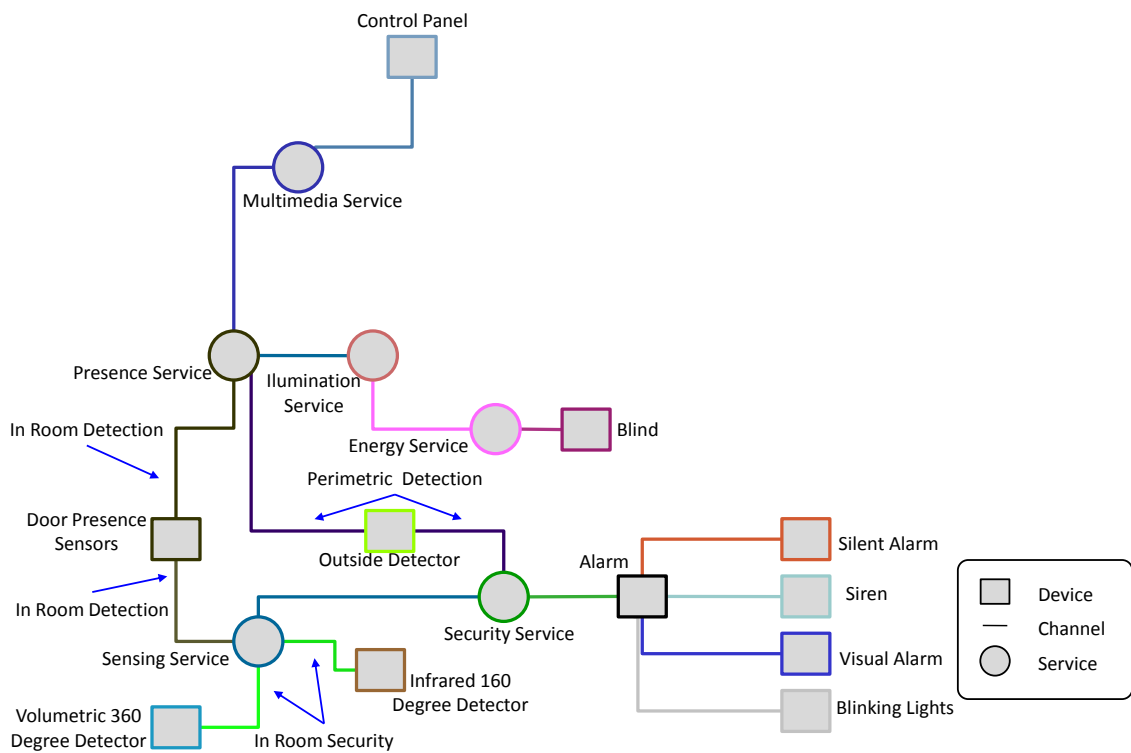 Control Panel
Multimedia Service
Presence Service
Ilumination
Service
In Room Detection
Energy Service
Blind
Perimetric  Detection
Door Presence
Sensors
Outside Detector
Alarm
Silent Alarm
In Room Detection
Siren
Security Service
Sensing Service
Visual Alarm
Infrared 160
Degree Detector
Blinking Lights
Volumetric 360
Degree Detector
In Room Security
Device
Channel
Service